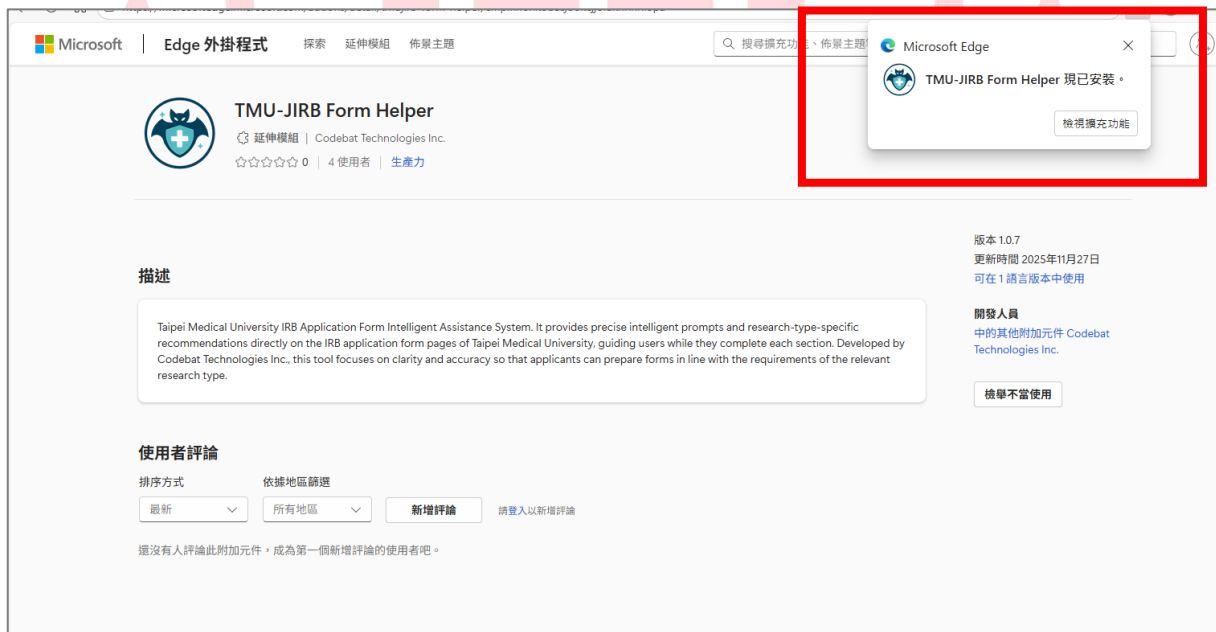 Microsoft
Edge 外掛程式
探索
延伸模組
佈景主題
搜尋擴充功
、佈景主題
Microsoft Edge
TMU-JIRB Form Helper 現已安裝。
檢視擴充功能
TMU-JIRB Form Helper
延伸模組 | Codebat Technologies Inc.
0 | 4 使用者 | 生產力
版本 1.0.7
更新時間 2025年11月27日
可在 1 語言版本中使用
開發人員
中的其他附加元件 Codebat
Technologies Inc.
檢舉不當使用
描述
Taipei Medical University IRB Application Form Intelligent Assistance System. It provides precise intelligent prompts and research-type-specific
recommendations directly on the IRB application form pages of Taipei Medical University, guiding users while they complete each section. Developed by
Codebat Technologies Inc., this tool focuses on clarity and accuracy so that applicants can prepare forms in line with the requirements of the relevant
research type.
使用者評論
排序方式
依據地區篩選
最新
所有地區
新增評論
請登入以新增評論
還沒有人評論此附加元件，成為第一個新增評論的使用者吧。